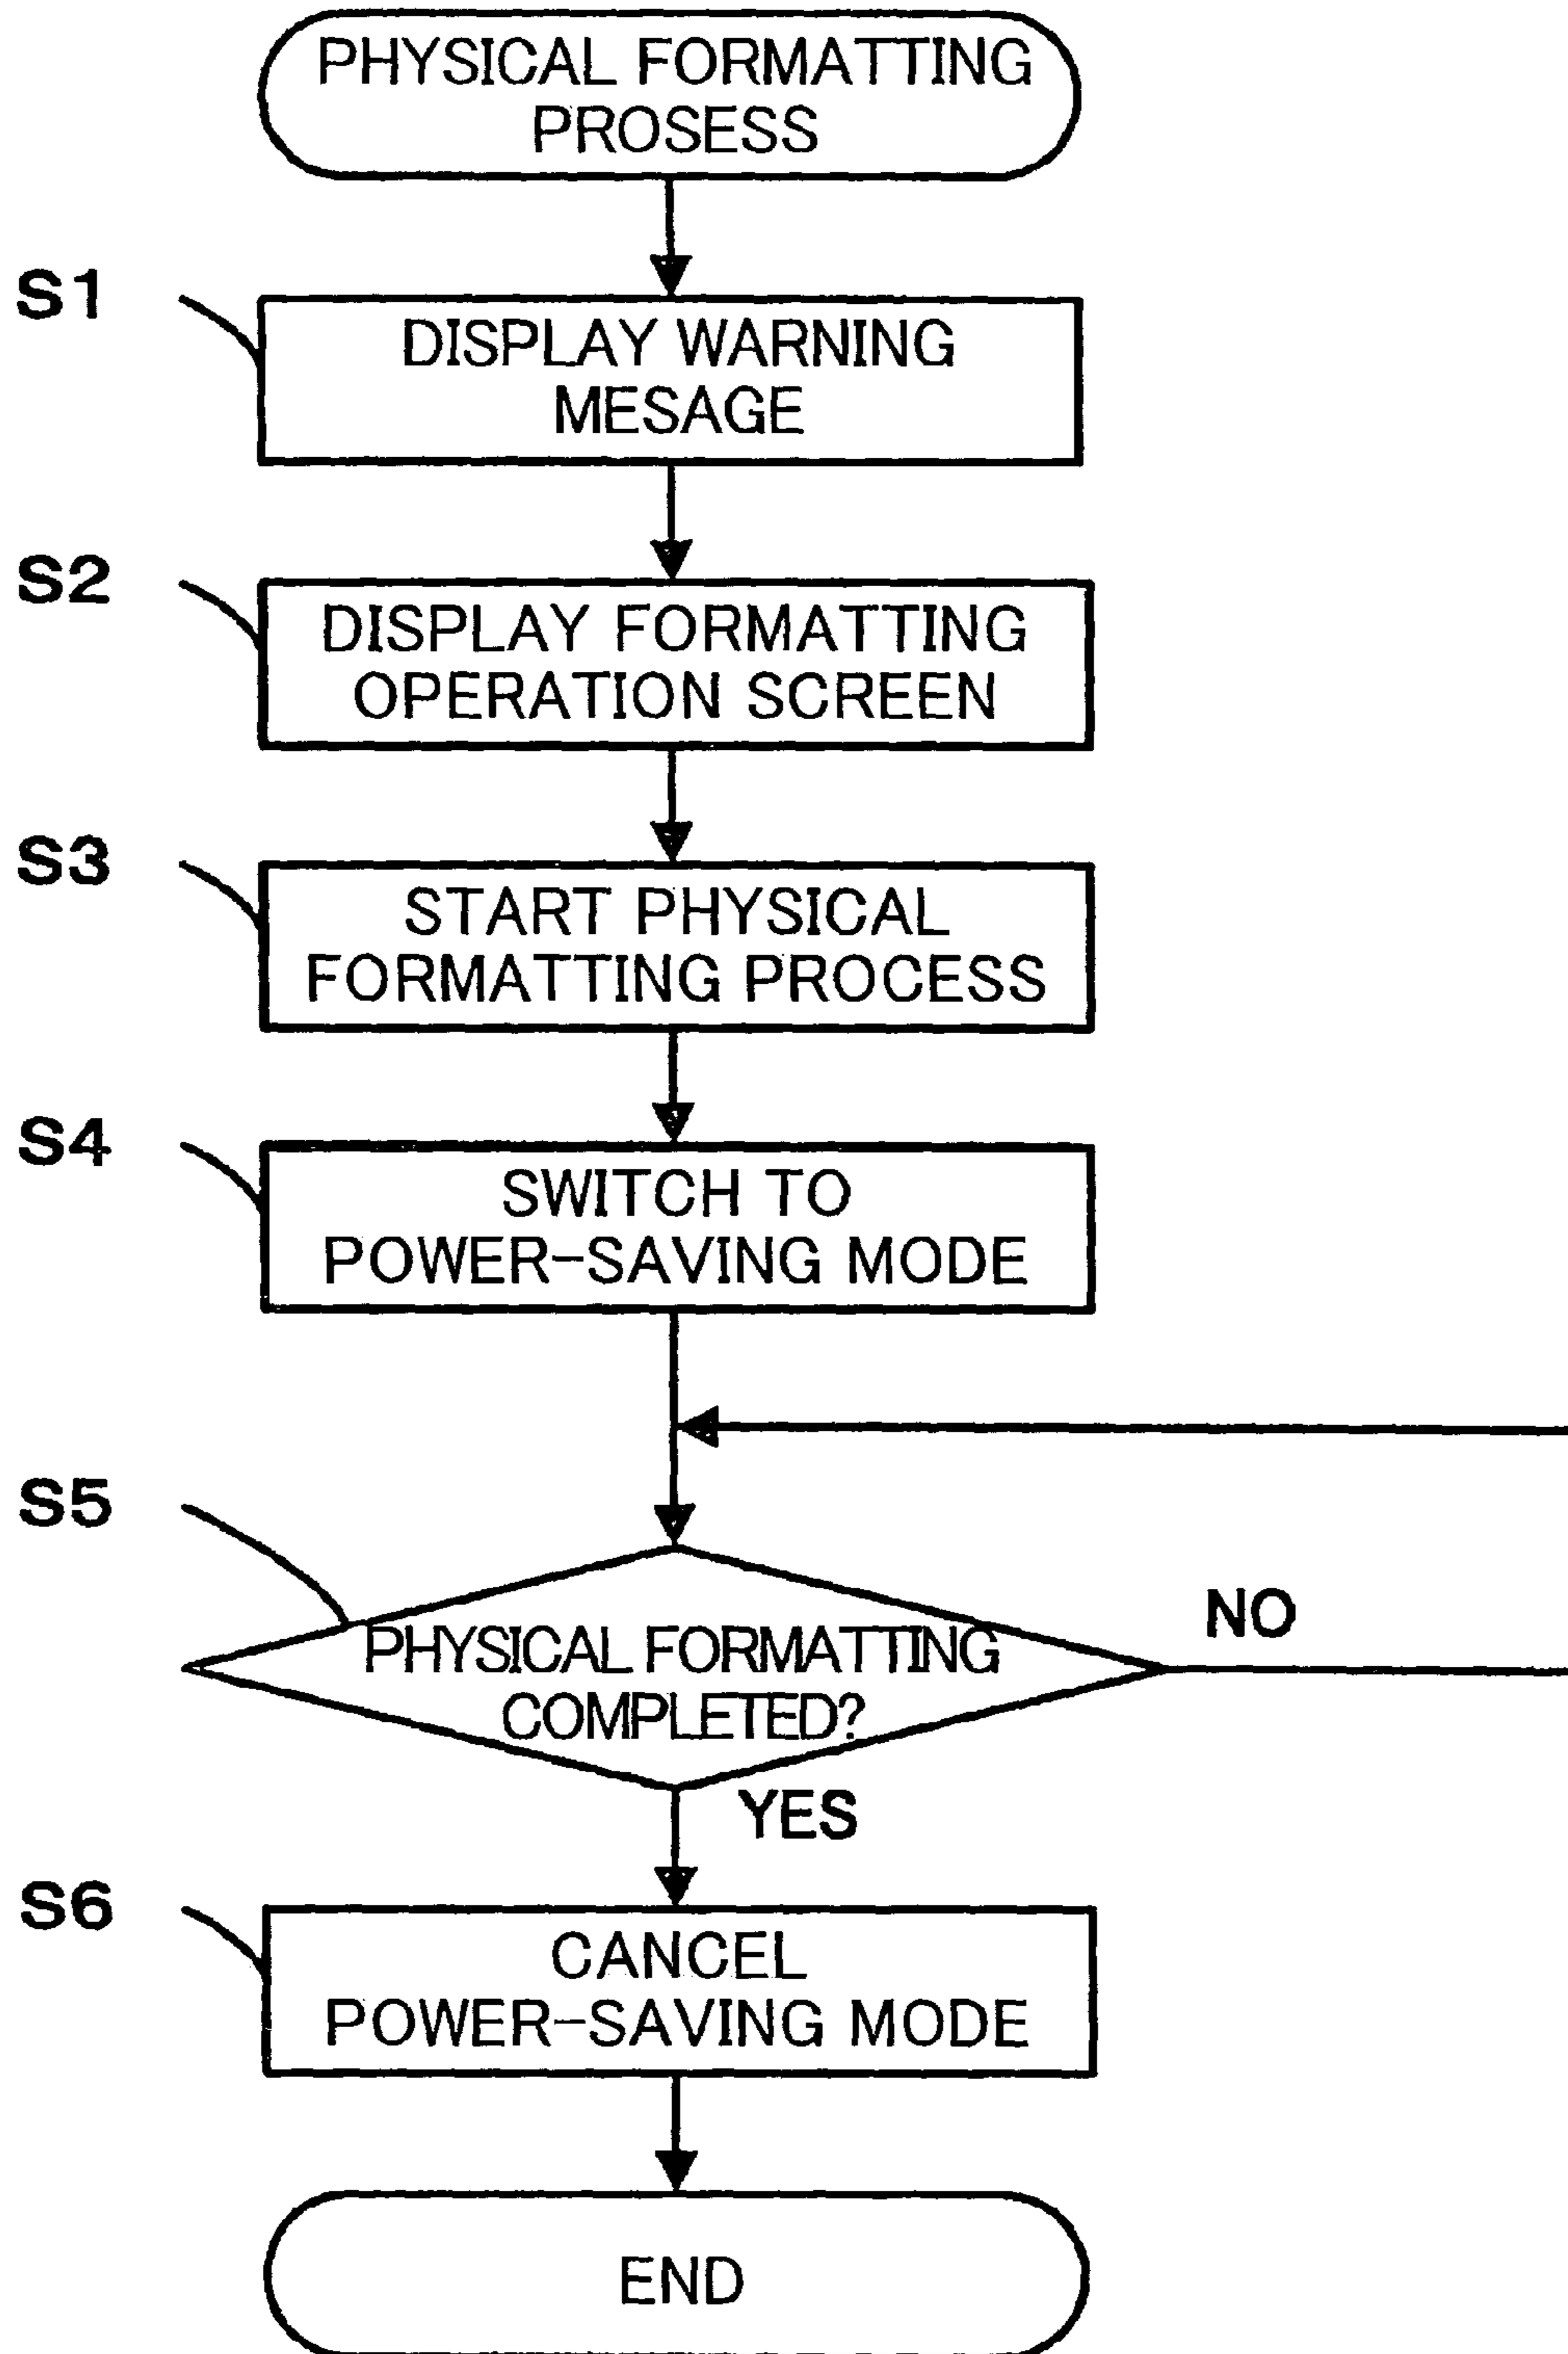 PHYSICAL FORMATTING
PROSESS
S1
DISPLAY WARNING
MESAGE
S2
DISPLAY FORMATTING
OPERATION SCREEN
S3
START PHYSICAL
FORMATTING PROCESS
S4
SWITCH TO
POWER-SAVING MODE
S5
PHYSICAL FORMATTING
COMPLETED?
NO
YES
S6
CANCEL
POWER-SAVING MODE
END